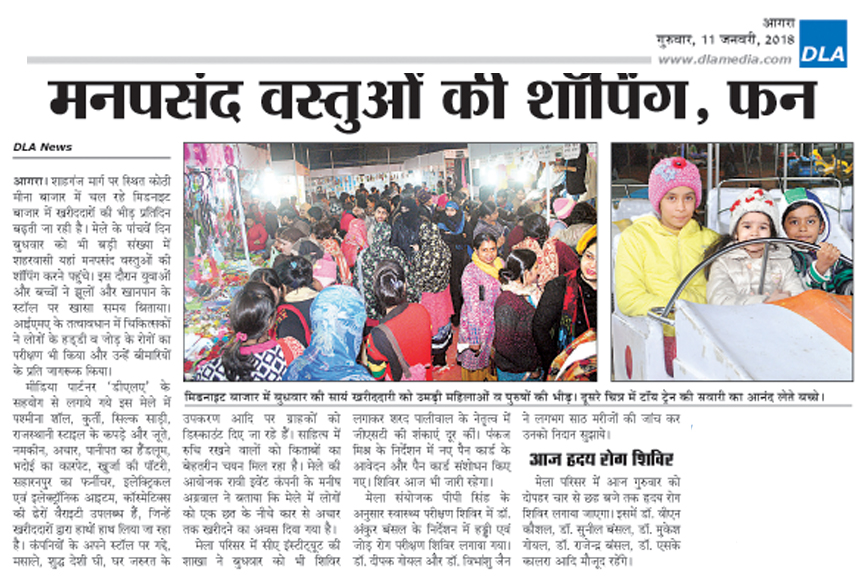 आगरा
गुरुवार, 11 जनवरी, 2018
www.dlamedia.com
DLA
मनपसंद वस्तुओं की शॉपिंग, फन
DLA News
आगरा। शाहगंज मार्ग पर स्थित कोठी
मीना बाजार में चल रहे मिडनाइट
बाजार में खरीददारों की भीड़ प्रतिदिन
बढ़ती जा रही है। मेले के पांचवें दिन
बुधवार को भी बड़ी संख्या में
शहरवासी यहां मनपसंद वस्तुओं की
शॉपिंग करने पहुंचे। इस दौरान युवाओं
और बच्चों ने झूलों और खानपान के
स्टॉल पर खासा समय बिताया।
आईएमए के तत्वावधान में चिकित्सकों
ने लोगों के हड्डी व जोड़ के रोगों का
परीक्षण भी किया और उन्हें बीमारियों
के प्रति जागरूक किया।
मीडिया पार्टनर 'डीएलए' के
सहयोग से लगाये गये इस मेले में
पश्मीना शॉल, कुर्ती, सिल्क साड़ी,
राजस्थानी स्टाइल के कपड़े और जूते,
नमकीन, अचार, पानीपत का हैंडलूम,
भदोई का कारपेट, खुर्जा की पॉटरी,
सहारनपुर का फर्नीचर, इलेक्ट्रिकल
एवं इलेक्ट्रॉनिक आइटम, कॉस्मेटिक्स
की ढेरों वैराइटी उपलब्ध हैं, जिन्हें
खरीददारों द्वारा हाथों हाथ लिया जा रहा
है। कंपनियों के अपने स्टॉल पर गद्दे,
मसाले, शुद्ध देशी घी, घर जरुरत के
मिडनाइट बाजार में बुधवार की सायं खरीददारी को उमड़ी महिलाओं व पुरुषों की भीड़। दूसरे चित्र में टॉय ट्रेन की सवारी का आनंद लेते बच्चे।
उपकरण आदि पर ग्राहकों को
डिस्काउंट दिए जा रहे हैं। साहित्य में
रुचि रखने वालों को किताबों का
बेहतरीन चयन मिल रहा है। मेले की
आयोजक रावी इवेंट कंपनी के मनीष
अग्रवाल ने बताया कि मेले में लोगों
को एक छत के नीचे कार से अचार
तक खरीदने का अवसर दिया गया है।
मेला परिसर में सीए इंस्टीट्यूट की
शाखा ने बुधवार को भी शिविर
लगाकर शरद पालीवाल के नेतृत्व में
जीएसटी की शंकाएं दूर कीं। पंकज
मिश्र के निर्देशन में नए पैन कार्ड के
आवेदन और पैन कार्ड संशोधन किए
गए। शिविर आज भी जारी रहेगा।
मेला संयोजक पीपी सिंह के
अनुसार स्वास्थ्य परीक्षण शिविर में डॉ.
अंकुर बंसल के निर्देशन में हड्डी एवं
जोड़ रोग परीक्षण शिविर लगाया गया।
डॉ. दीपक गोयल और डॉ. विभांशु जैन
ने लगभग साठ मरीजों की जांच कर
उनको निदान सुझाये।
आज हृदय रोग शिविर
मेला परिसर में आज गुरुवार को
दोपहर चार से छह बजे तक हृदय रोग
शिविर लगाया जाएगा। इसमें डॉ. वीएन
कौशल, डॉ. सुनील बंसल, डॉ. मुकेश
गोयल, डॉ. राजेन्द्र बंसल, डॉ. एसके
कालरा आदि मौजूद रहेंगे।